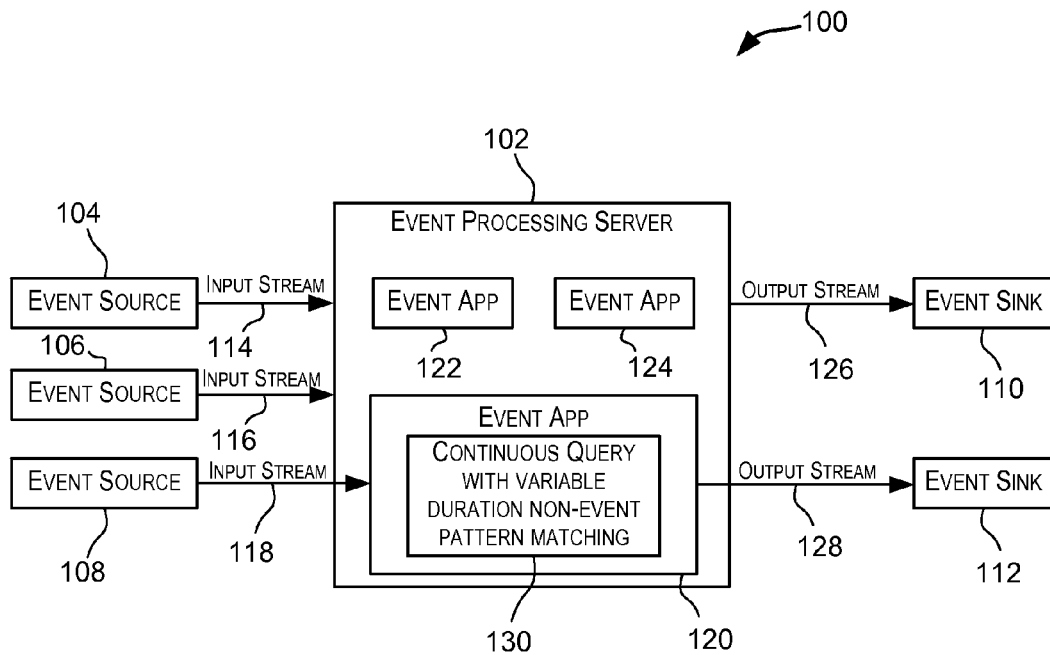 100
102
EVENT PROCESSING SERVER
104
EVENT SOURCE
INPUT STREAM
114
EVENT APP
122
EVENT APP
124
OUTPUT STREAM
126
EVENT SINK
110
106
EVENT SOURCE
INPUT STREAM
116
EVENT APP
CONTINUOUS QUERY
WITH VARIABLE
DURATION NON-EVENT
PATTERN MATCHING
EVENT SOURCE
108
INPUT STREAM
118
OUTPUT STREAM
128
EVENT SINK
112
130
120